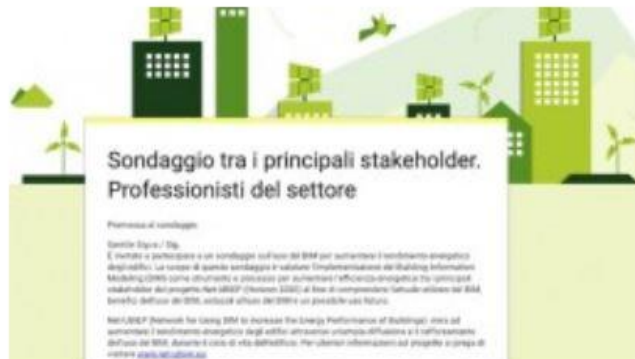 Sondaggio tra i principali stakeholder.
Professionisti del settore
Premessa al sondaggio
Gentile Sig.ra / Sig.
È invitato a partecipare a un sondaggio sull'uso del BIM per aumentare il rendimento energetico
degli edifici. Lo scopo di questo sondaggio è valutare l'implementazione del Building Information
Modeling (BIM) come strumento e processo per aumentare l'efficienza energetica tra i principali
stakeholder del progetto Net-UBIEP (Horizon 2020) al fine di comprendere l'attuale utilizzo del BIM,
benefici dell'uso del BIM, ostacoli all'uso del BIM e un possibile uso futuro.
Net-UBIEP (Network for Using BIM to Increase the Energy Performance of Buildings) mira ad
aumentare il rendimento energetico degli edifici attraverso un'ampia diffusione e il rafforzamento
dell'uso del BIM, durante il ciclo di vita dell'edificio. Per ulteriori informazioni sul progetto si prega di
visitare www.net-ubiep.eu